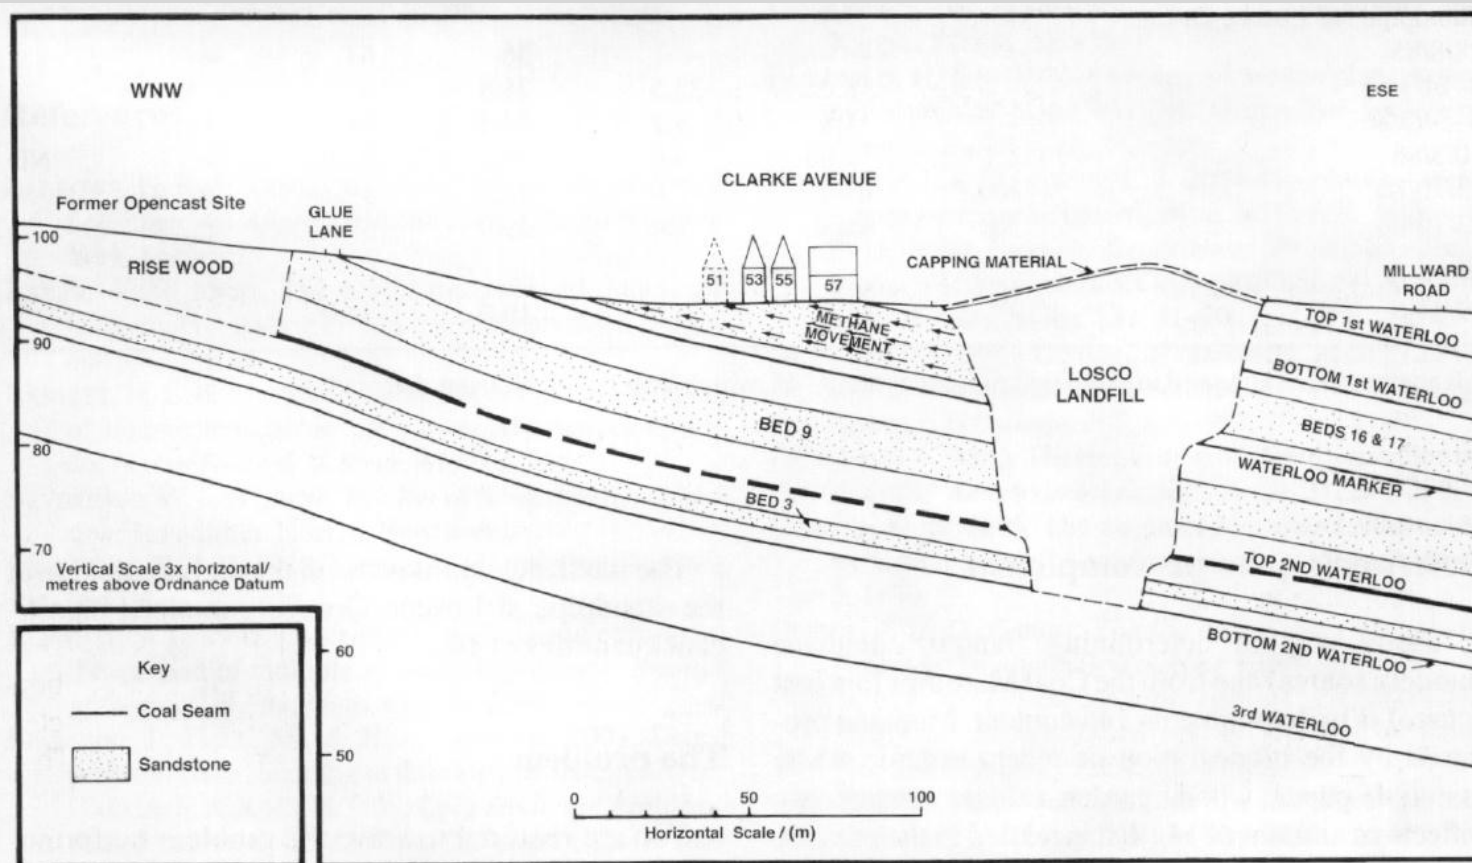 WNW
ESE
CLARKE AVENUE
Former Opencast Site
GLUE
LANE
100
RISE WOOD
51
53
55
57
CAPPING MATERIAL
MILLWARD
ROAD
METHANE
MOVEMENT
TOP 1st WATERLOO
90
LOSCO
LANDFILL
BOTTOM 1st WATERLOO
BED 9
BEDS 16 & 17
80
WATERLOO MARKER
BED 3
70
TOP 2ND WATERLOO
Vertical Scale 3x horizontal/
metres above Ordnance Datum
BOTTOM 2ND WATERLOO
60
Key
Coal Seam
3rd WATERLOO
50
Sandstone
0
50
100
Horizontal Scale / (m)